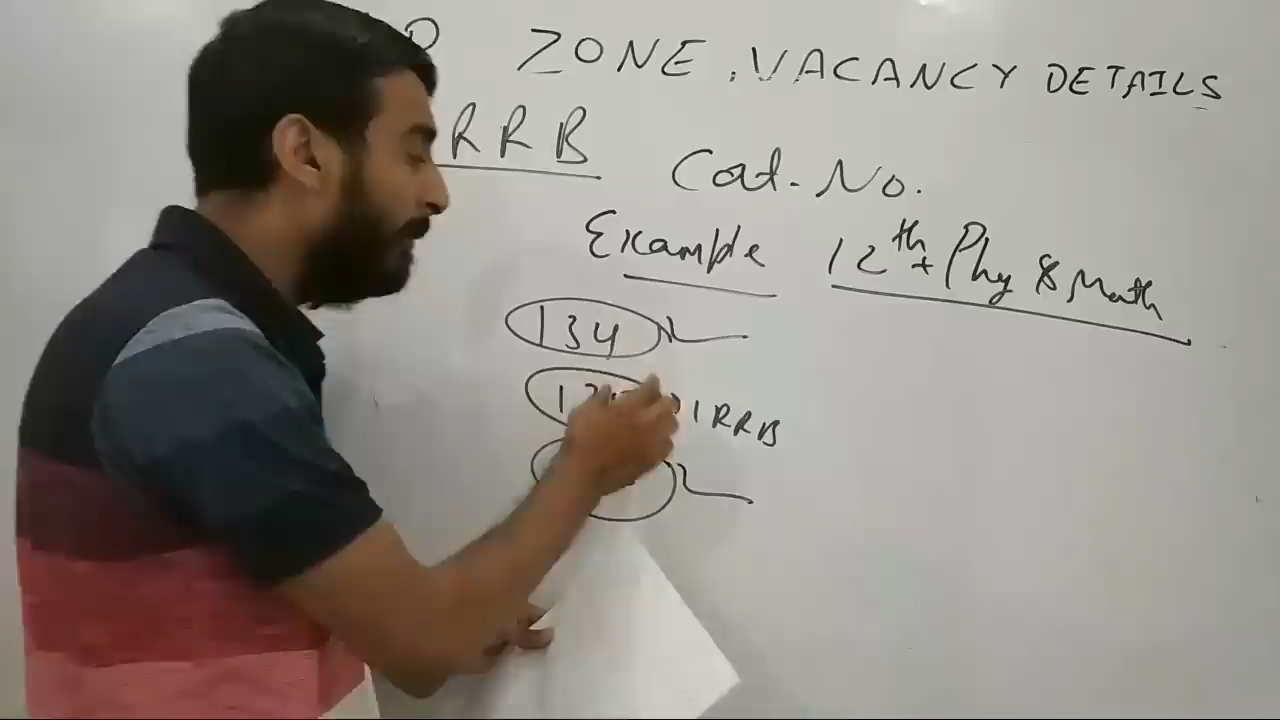 ZONE, VACANCY DETAILS
RRB
Cat. No.
Example 12th + Phy & Math
134
1 RRB